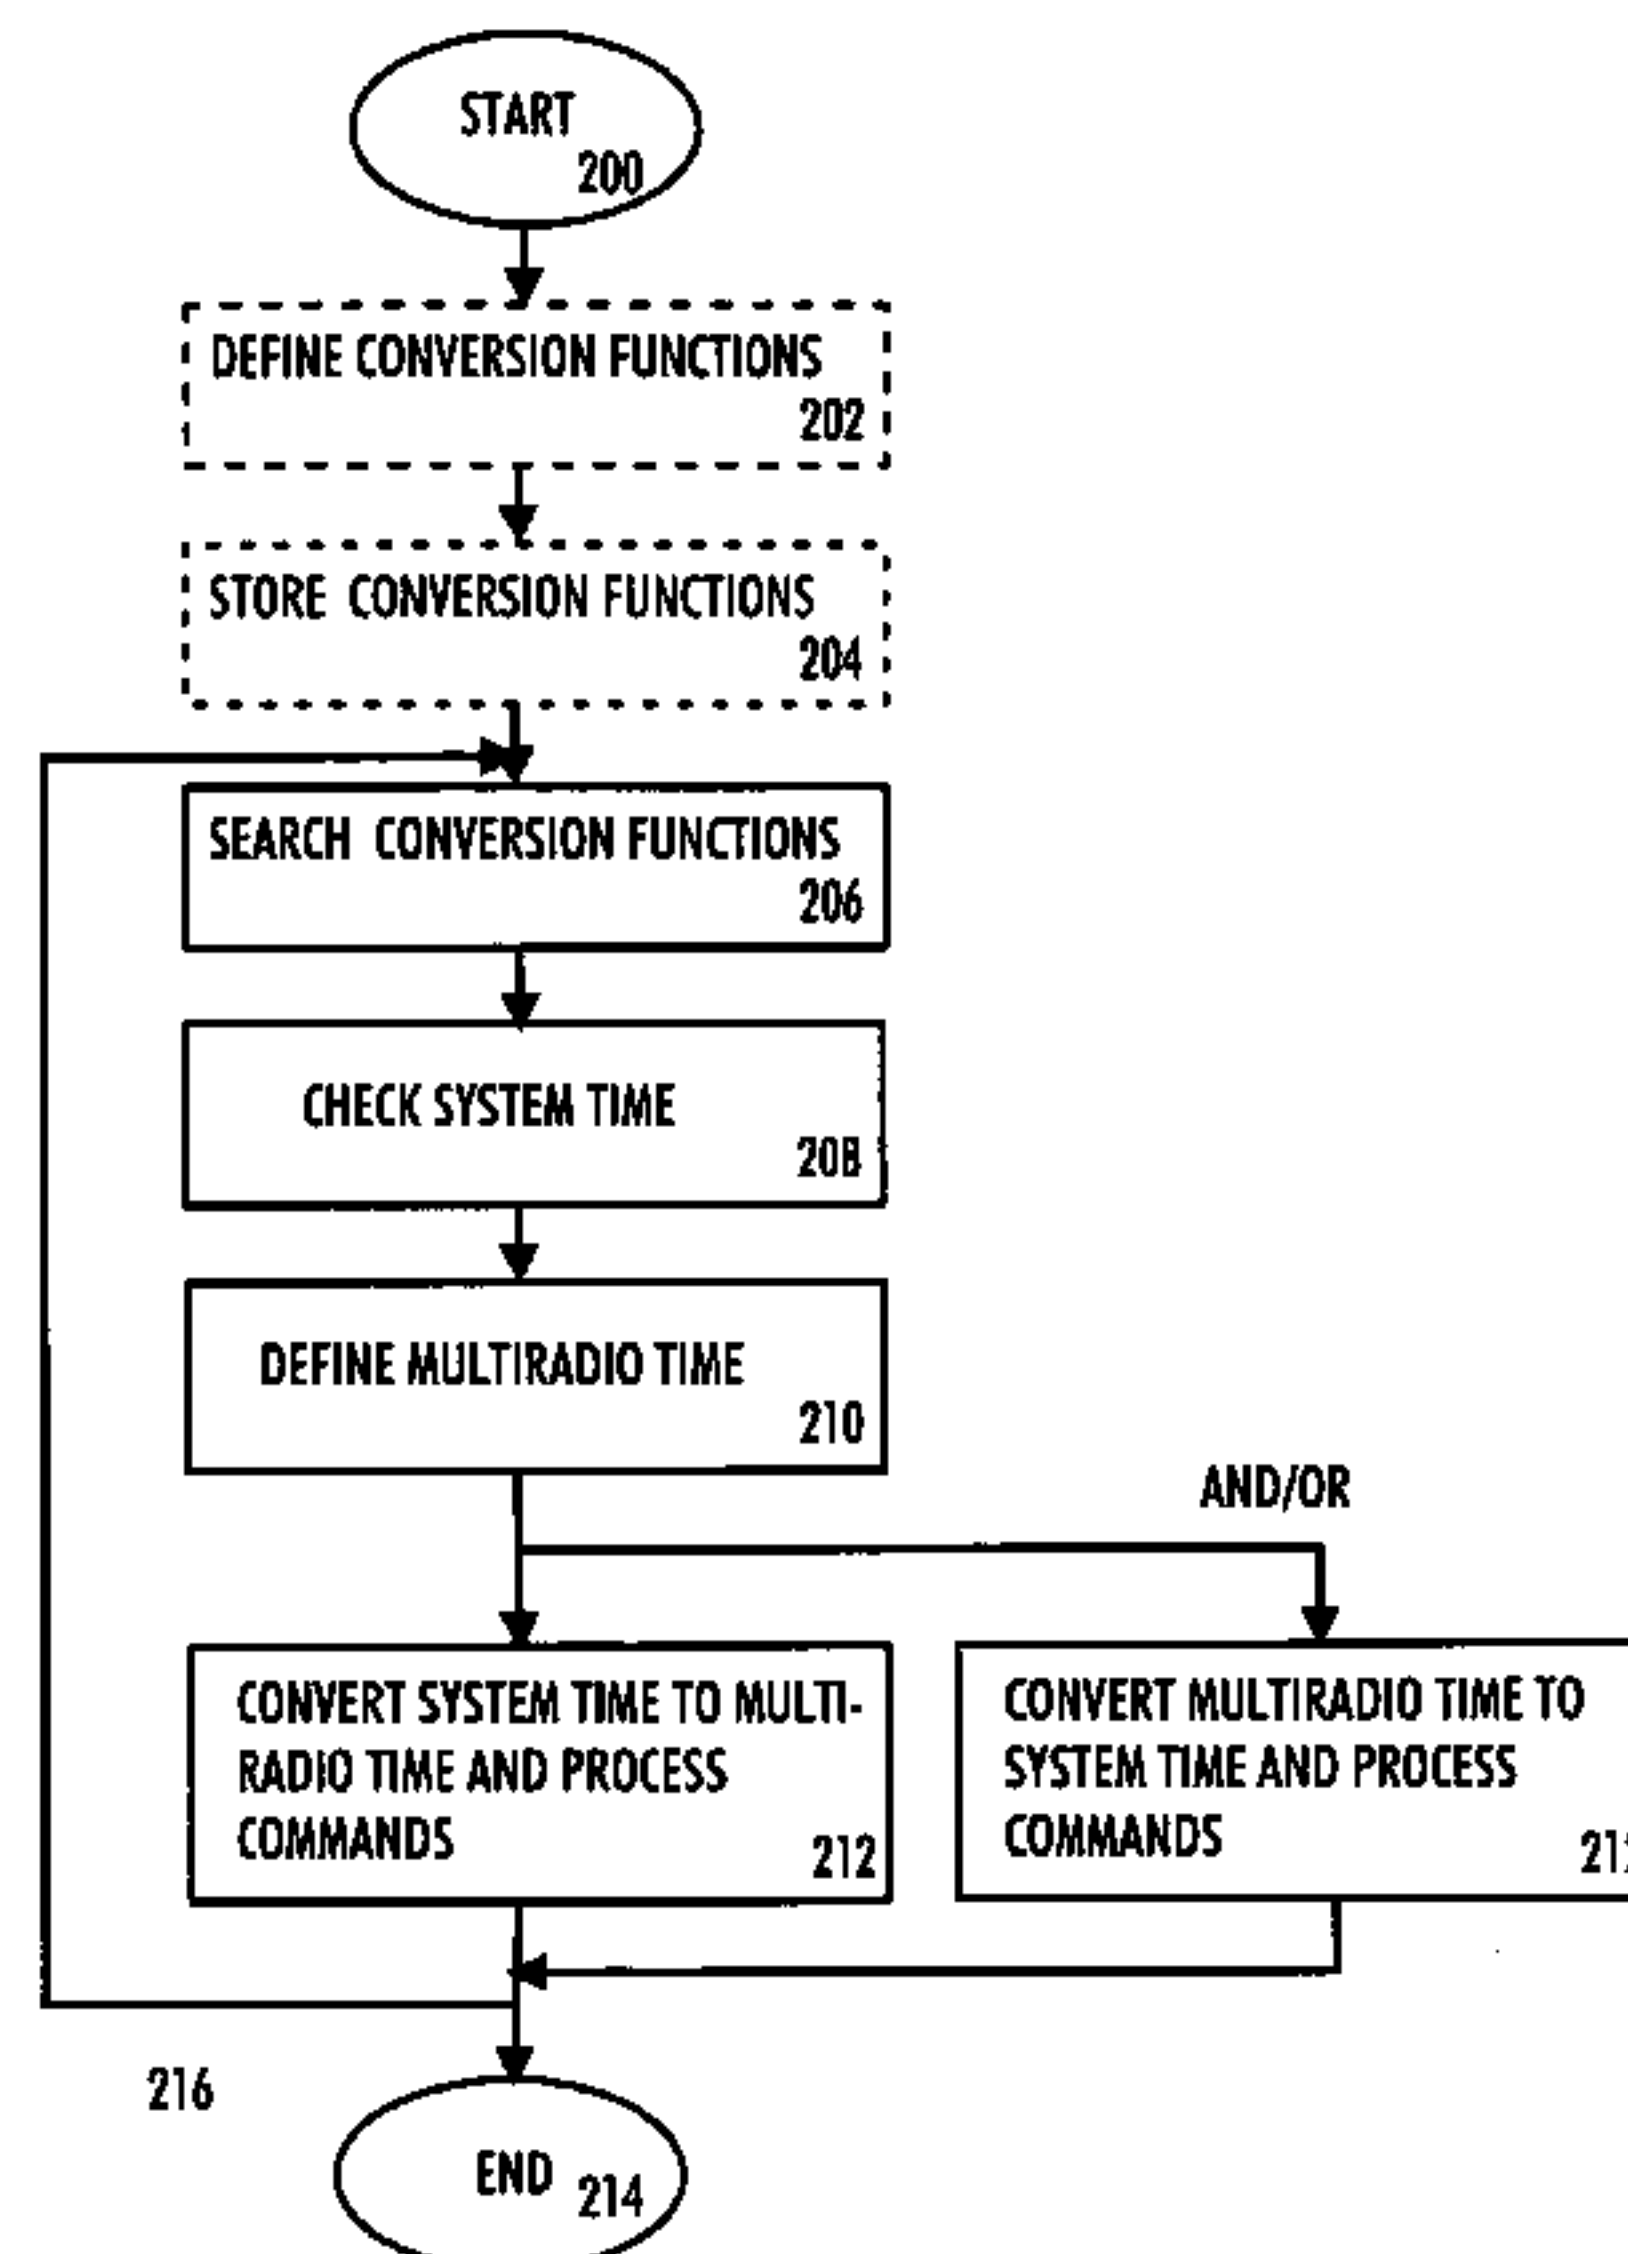 START
200
DEFINE CONVERSION FUNCTIONS
202
STORE CONVERSION FUNCTIONS
204
SEARCH CONVERSION FUNCTIONS
206
CHECK SYSTEM TIME
208
DEFINE MULTIRADIO TIME
210
AND/OR
CONVERT SYSTEM TIME TO MULTI-
RADIO TIME AND PROCESS
COMMANDS
212
CONVERT MULTIRADIO TIME TO
SYSTEM TIME AND PROCESS
COMMANDS
216
END
214